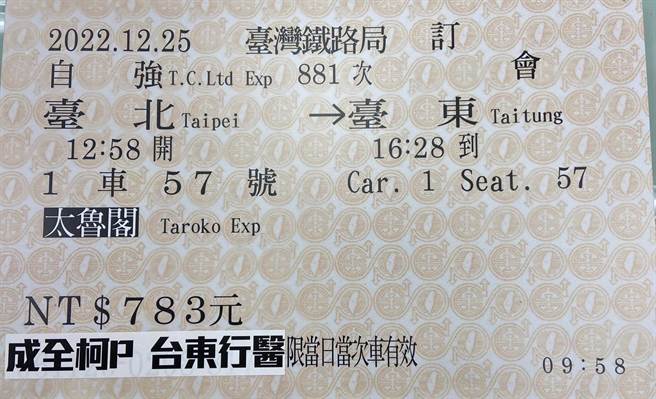 2022.12.25 臺灣鐵路局 訂
自強 T.C.Ltd Exp 881 次 會
臺北 Taipei →臺東 Taitung
12:58 開 16:28 到
1 車 57 號 Car. 1 Seat. 57
太魯閣 Taroko Exp
NT$783元
成全柯P 台東行醫 限當日當次車有效
09:58